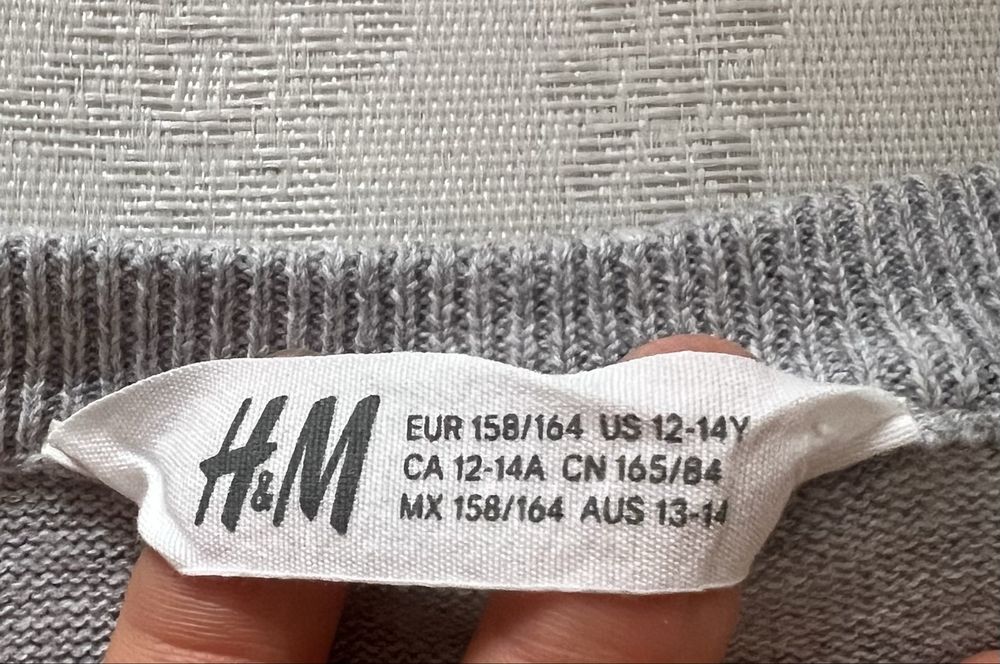 H&M
EUR 158/164 US 12-14Y
CA 12-14A CN 165/84
MX 158/164 AUS 13-14